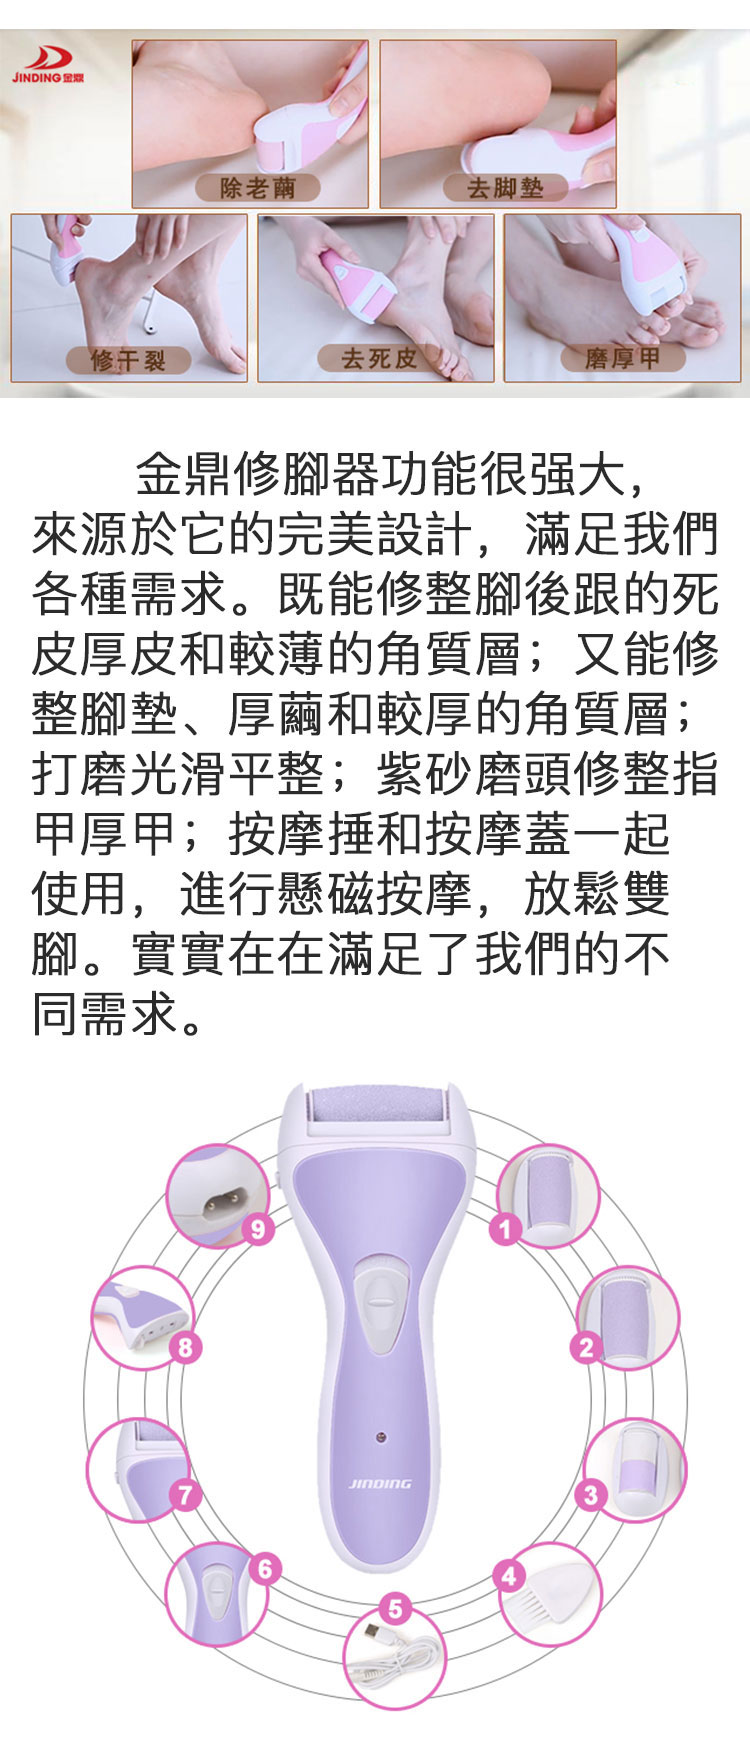 JINDING 金鼎
除老繭
去脚墊
修干裂
去死皮
磨厚甲
金鼎修腳器功能很强大，
來源於它的完美設計，滿足我們
各種需求。既能修整腳後跟的死
皮厚皮和較薄的角質層；又能修
整腳墊、厚繭和較厚的角質層；
打磨光滑平整；紫砂磨頭修整指
甲厚甲；按摩捶和按摩蓋一起
使用，進行懸磁按摩，放鬆雙
腳。實實在在滿足了我們的不
同需求。
9
1
8
2
7
3
JINDING
6
4
5